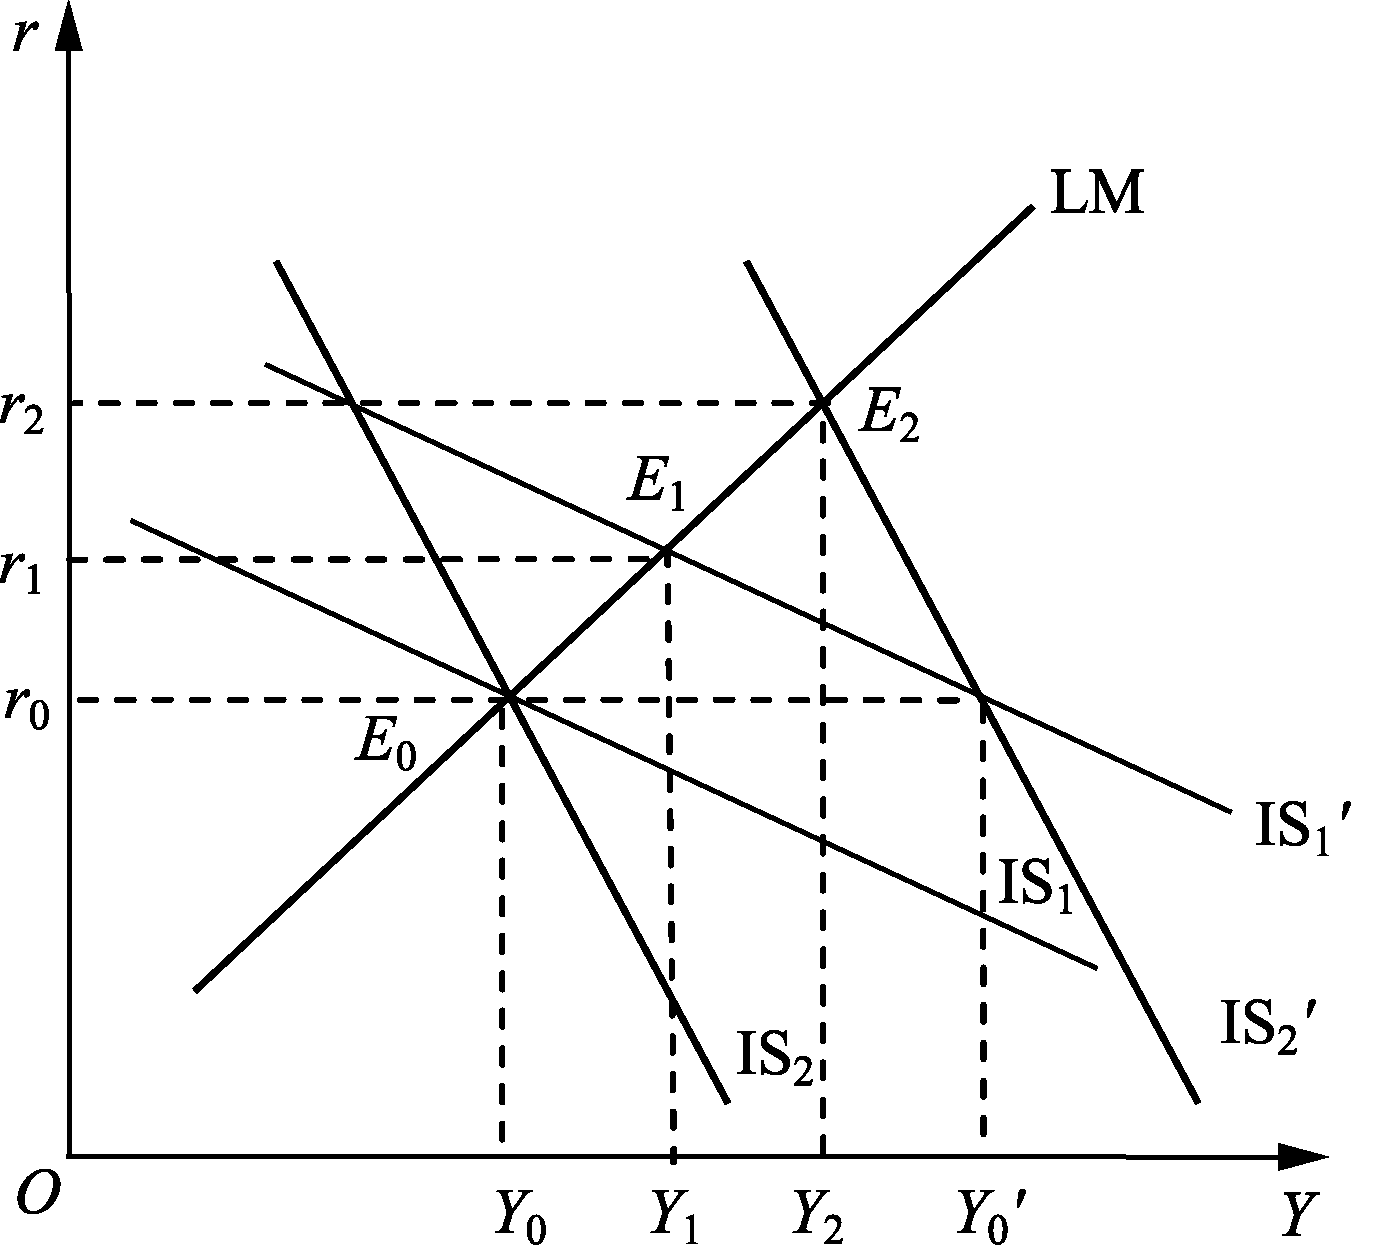 r
LM
r₂
E₂
E₁
r₁
r₀
E₀
IS₁′
IS₁
IS₂′
IS₂
O
Y₀ Y₁ Y₂ Y₀′ Y